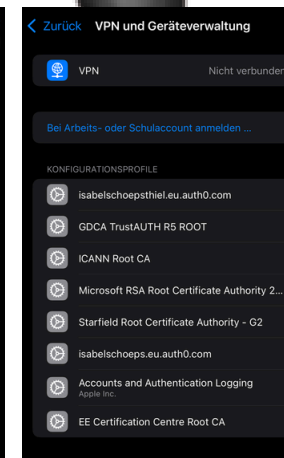 Zurück VPN und Geräteverwaltung
VPN Nicht verbunden
Bei Arbeits- oder Schulaccount anmelden ...
KONFIGURATIONSPROFILE
isabelschoepsthiel.eu.auth0.com
GDCA TrustAUTH R5 ROOT
ICANN Root CA
Microsoft RSA Root Certificate Authority 2...
Starfield Root Certificate Authority - G2
isabelschoeps.eu.auth0.com
Accounts and Authentication Logging
Apple Inc.
EE Certification Centre Root CA